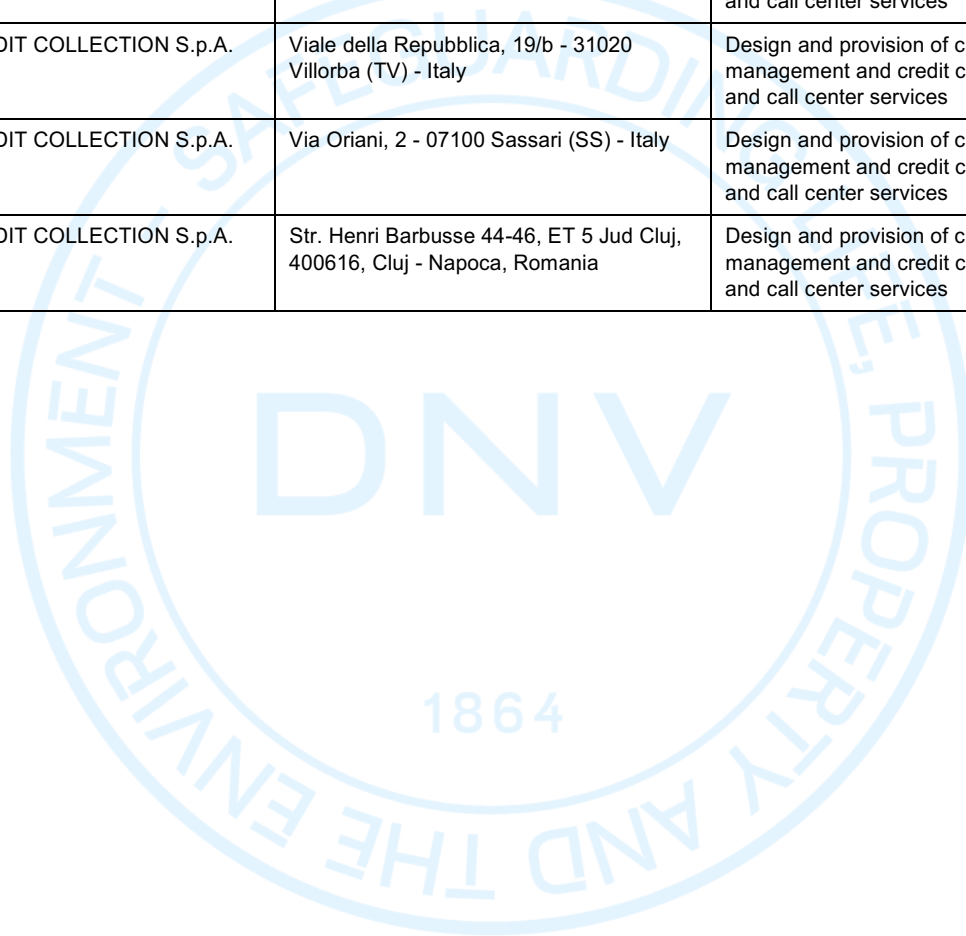 and call center services
DIT COLLECTION S.p.A.
Viale della Repubblica, 19/b - 31020
Villorba (TV) - Italy
Design and provision of c
management and credit c
and call center services
DIT COLLECTION S.p.A.
Via Oriani, 2 - 07100 Sassari (SS) - Italy
Design and provision of c
management and credit c
and call center services
DIT COLLECTION S.p.A.
Str. Henri Barbusse 44-46, ET 5 Jud Cluj,
400616, Cluj - Napoca, Romania
Design and provision of c
management and credit c
and call center services
SAFEGUARDING LIFE, PROPERTY AND THE ENVIRONMENT
DNV
1864